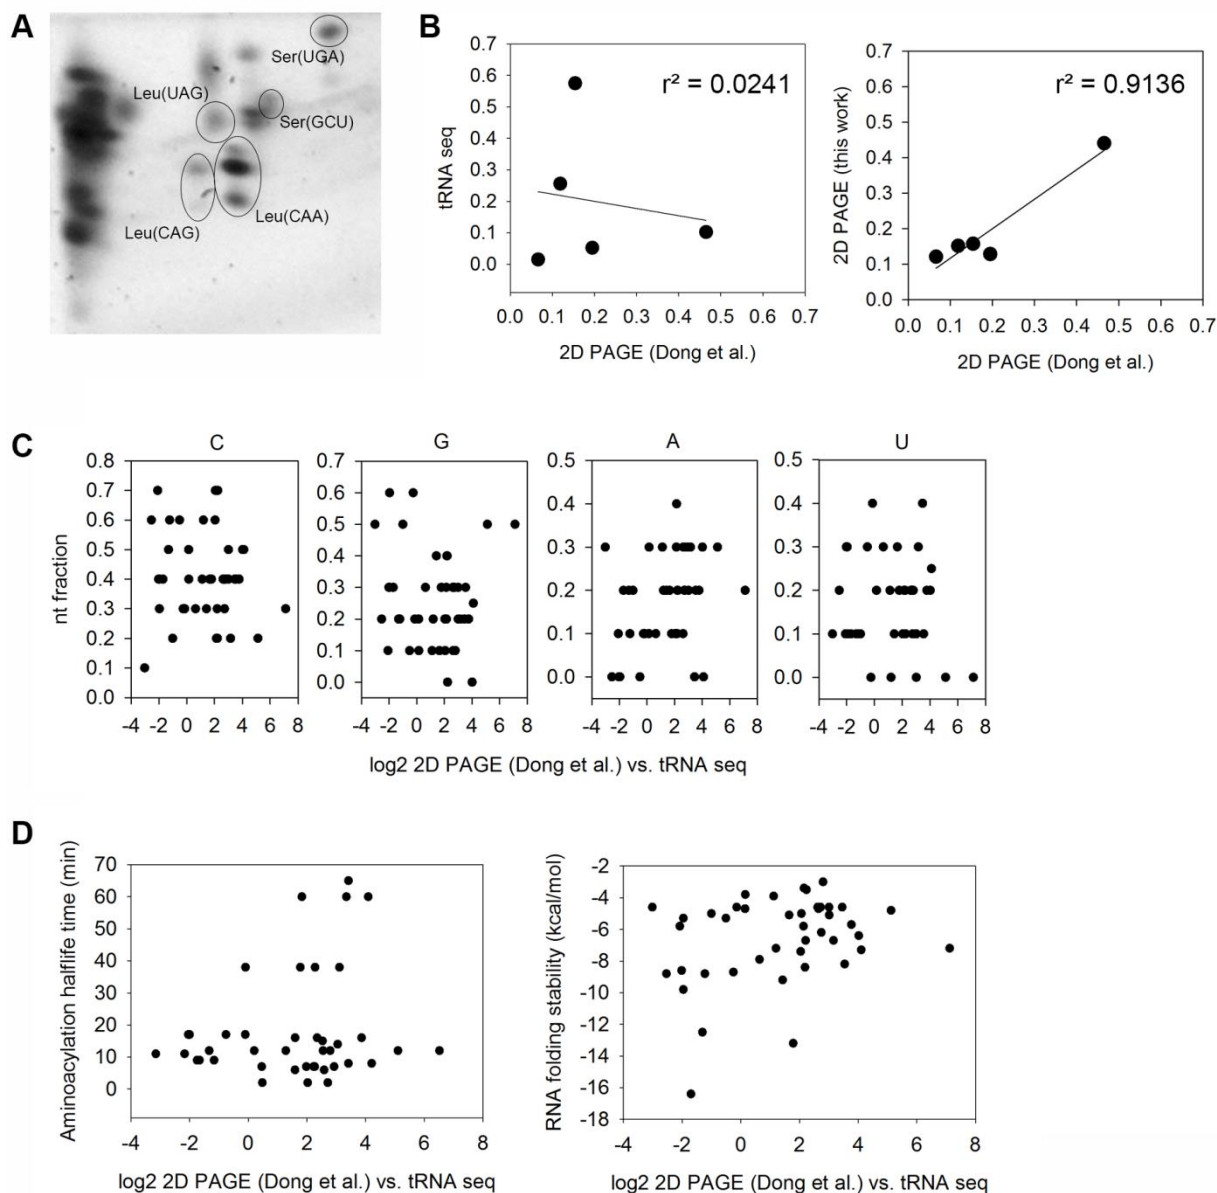 A
Ser(UGA)
Leu(UAG)
Ser(GCU)
Leu(CAA)
Leu(CAG)
B
0.7
0.6
0.5
0.4
0.3
0.2
0.1
0.0
tRNA seq
r² = 0.0241
0.0 0.1 0.2 0.3 0.4 0.5 0.6 0.7
2D PAGE (Dong et al.)
0.7
0.6
0.5
0.4
0.3
0.2
0.1
0.0
2D PAGE (this work)
r² = 0.9136
0.0 0.1 0.2 0.3 0.4 0.5 0.6 0.7
2D PAGE (Dong et al.)
C
C
0.8
0.7
0.6
0.5
0.4
0.3
0.2
0.1
0.0
nt fraction
-4 -2 0 2 4 6 8
G
0.7
0.6
0.5
0.4
0.3
0.2
0.1
0.0
-4 -2 0 2 4 6 8
A
0.5
0.4
0.3
0.2
0.1
0.0
-4 -2 0 2 4 6 8
U
0.5
0.4
0.3
0.2
0.1
0.0
-4 -2 0 2 4 6 8
log2 2D PAGE (Dong et al.) vs. tRNA seq
D
70
60
50
40
30
20
10
0
Aminoacylation halflife time (min)
-4 -2 0 2 4 6 8
log2 2D PAGE (Dong et al.) vs. tRNA seq
-2
-4
-6
-8
-10
-12
-14
-16
-18
RNA folding stability (kcal/mol)
-4 -2 0 2 4 6 8
log2 2D PAGE (Dong et al.) vs. tRNA seq